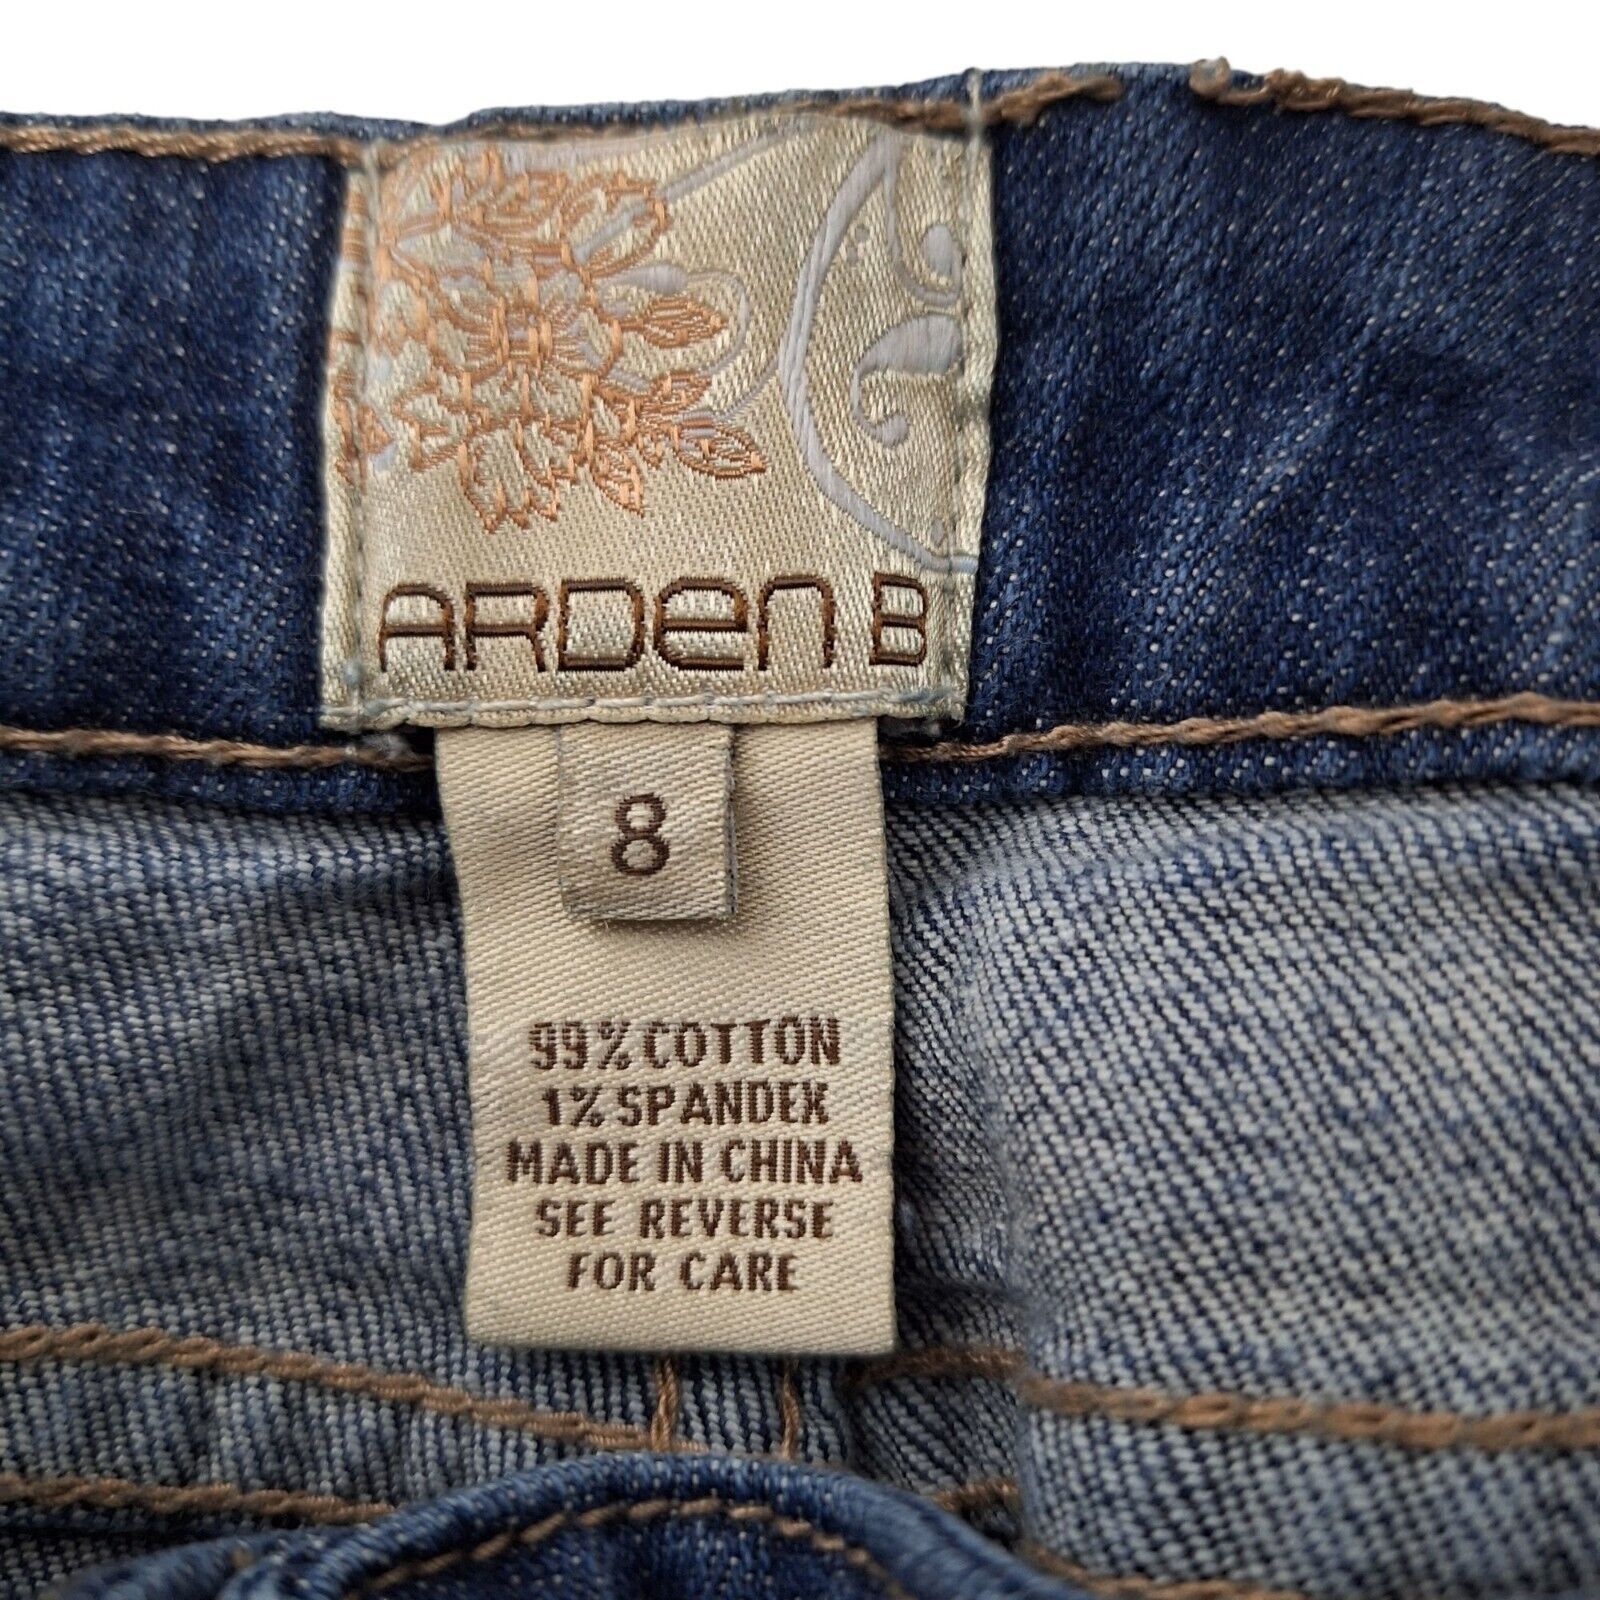 ARDen B
8
99% COTTON
1% SPANDEX
MADE IN CHINA
SEE REVERSE
FOR CARE